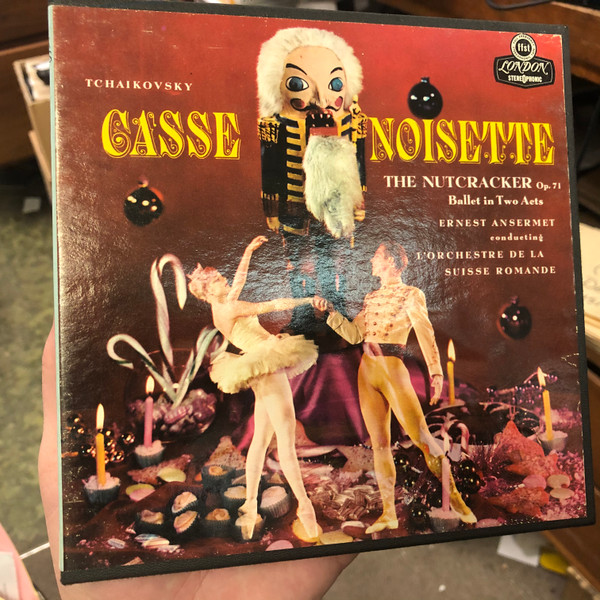 ffst
LONDON
STEREOPHONIC
TCHAIKOVSKY
CASSE NOISETTE
THE NUTCRACKER Op. 71
Ballet in Two Acts
ERNEST ANSERMET
conducting
L'ORCHESTRE DE LA
SUISSE ROMANDE